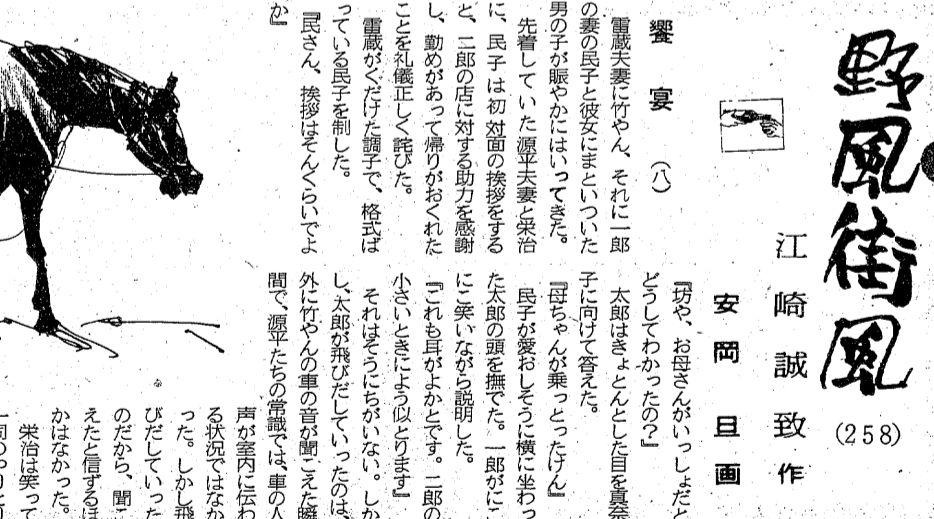 野風街風
(258)
江崎誠致作
安岡旦画
饗宴（八）
雷蔵夫妻に竹やん、それに一郎
の妻の民子と彼女にまといついた
男の子が賑やかにはいってきた。
先着していた源平夫妻と栄治
に、民子は初対面の挨拶をする
と、二郎の店に対する助力を感謝
し、勤めがあって帰りがおくれた
ことを礼儀正しく詫びた。
雷蔵がくだけた調子で、格式ば
っている民子を制した。
『民さん、挨拶はそんくらいでよ
か』
『坊や、お母さんがいっしょだと
どうしてわかったの？』
太郎はきょとんとした目を真奈
子に向けて答えた。
『母ちゃんが乗っとったけん』
民子が愛おしそうに横に坐わっ
た太郎の頭を撫でた。一郎がにこ
にこ笑いながら説明した。
『これも耳がよかとです。二郎の
小さいときによう似とります』
それはそうにちがいない。しか
し、太郎が飛びだしていったのは、
外に竹やんの車の音が聞こえた瞬
間で、源平たちの常識では、車の人
声が室内に伝わ
る状況ではなか
った。しかし飛
びだしていった
のだから、聞こ
えたと信ずるほ
かはなかった。
栄治は笑って